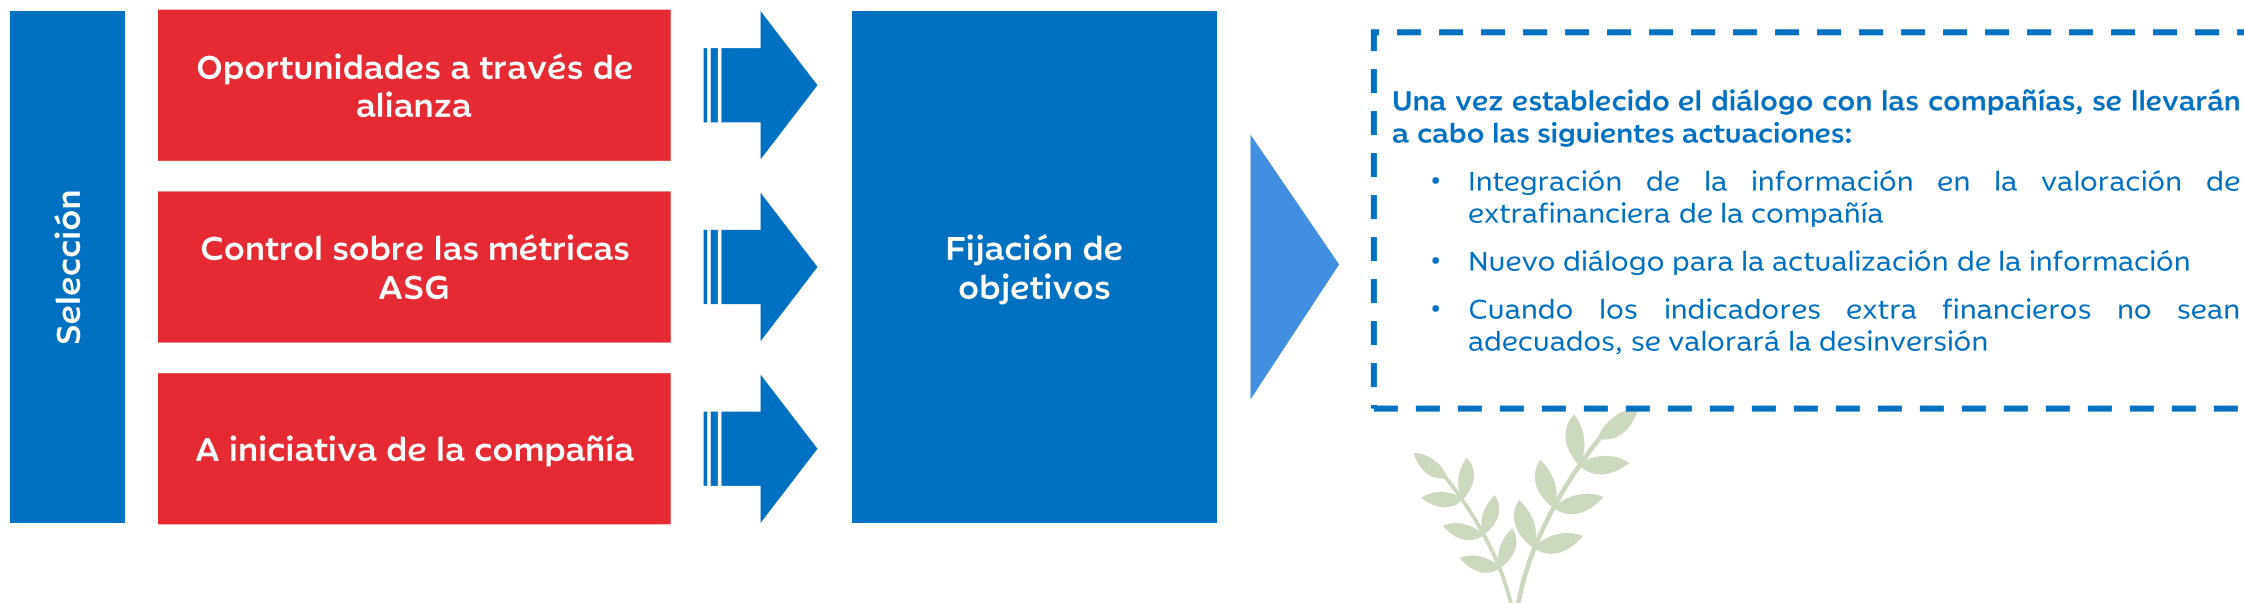 Selección
Oportunidades a través de
alianza
Control sobre las métricas
ASG
A iniciativa de la compañía
Fijación de
objetivos
Una vez establecido el diálogo con las compañías, se llevarán
a cabo las siguientes actuaciones:
• Integración de la información en la valoración de
extrafinanciera de la compañía
• Nuevo diálogo para la actualización de la información
• Cuando los indicadores extra financieros no sean
adecuados, se valorará la desinversión